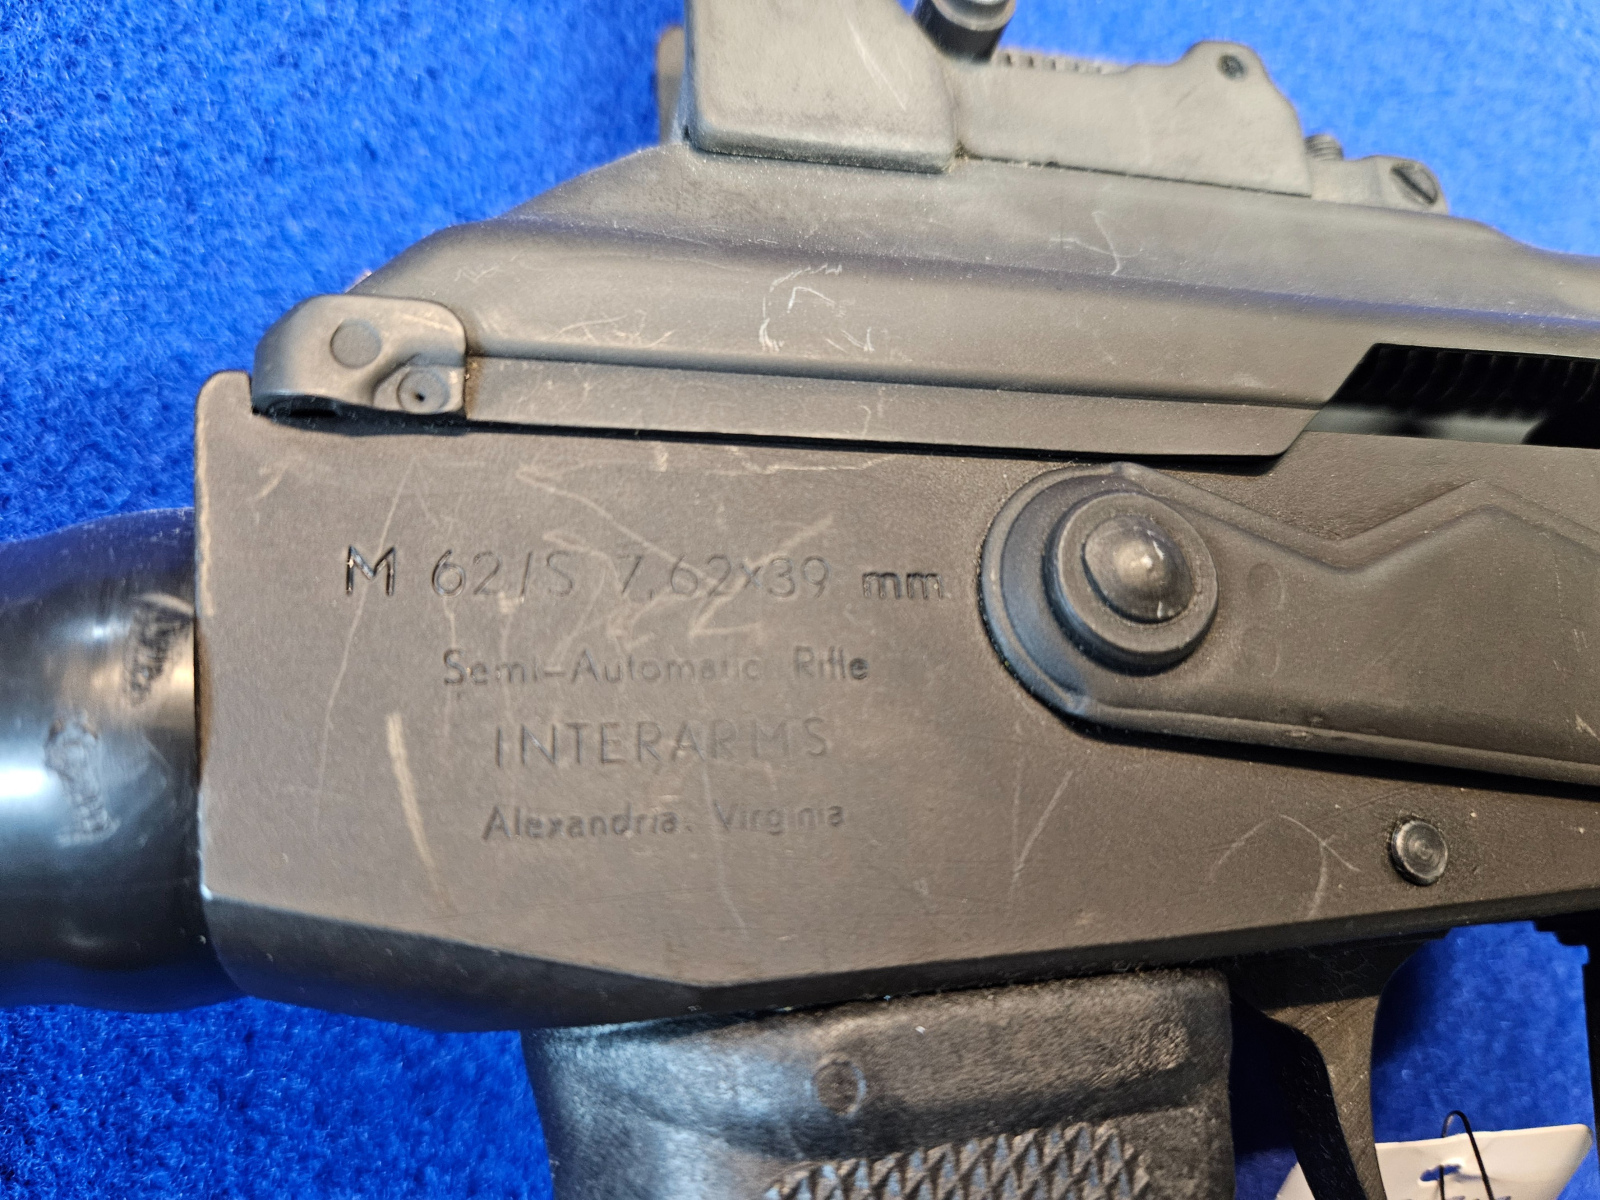 M 62/S 7,62x39 mm
Semi-Automatic Rifle
INTERARMS
Alexandria, Virginia